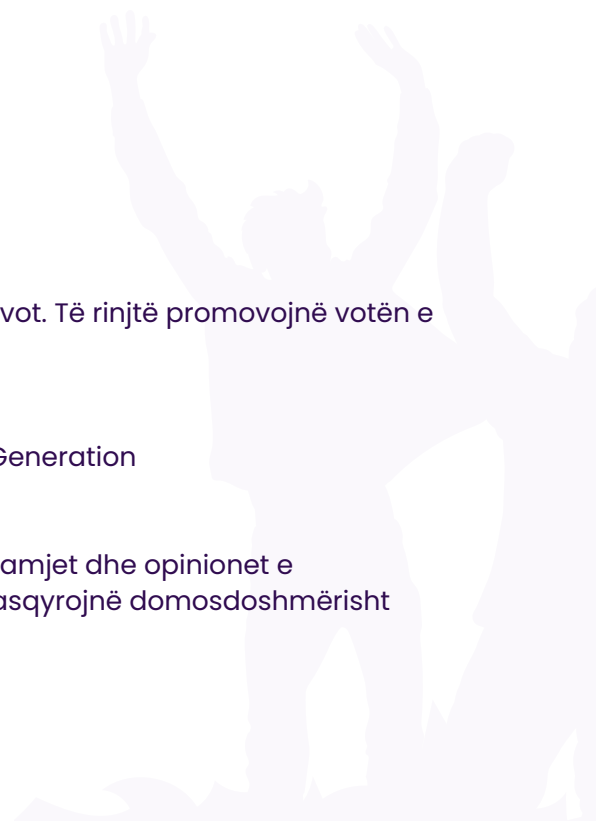 vot. Të rinjtë promovojnë votën e
Generation
amjet dhe opinionet e
asqyrojnë domosdoshmërisht